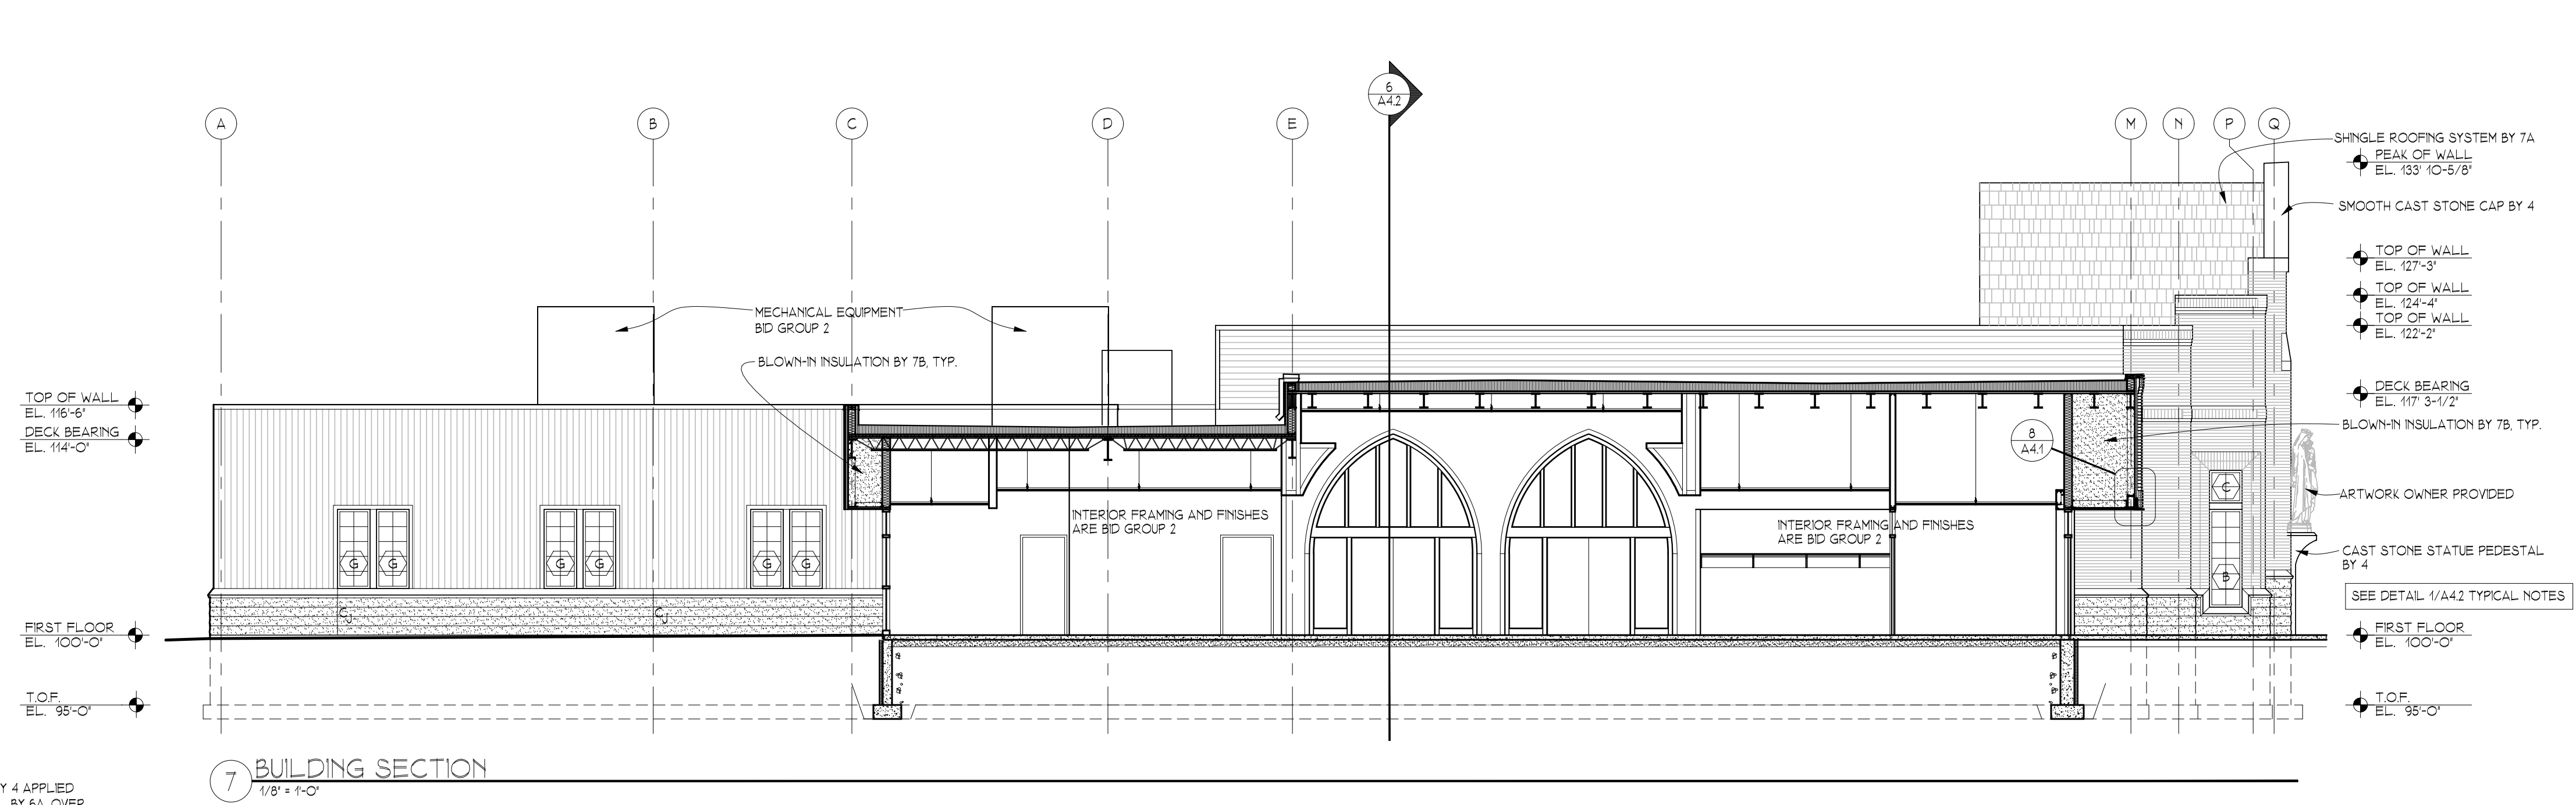 6
A4.2
A
B
C
D
E
M
N
P
Q
SHINGLE ROOFING SYSTEM BY 7A
PEAK OF WALL
EL. 133' 10-5/8"
SMOOTH CAST STONE CAP BY 4
TOP OF WALL
EL. 127'-3"
TOP OF WALL
EL. 124'-4"
TOP OF WALL
EL. 122'-2"
MECHANICAL EQUIPMENT
BID GROUP 2
BLOWN-IN INSULATION BY 7B, TYP.
TOP OF WALL
EL. 116'-6"
DECK BEARING
EL. 114'-0"
DECK BEARING
EL. 117' 3-1/2"
BLOWN-IN INSULATION BY 7B, TYP.
8
A4.1
C
ARTWORK OWNER PROVIDED
INTERIOR FRAMING AND FINISHES
ARE BID GROUP 2
INTERIOR FRAMING AND FINISHES
ARE BID GROUP 2
G
G
G
G
G
G
CAST STONE STATUE PEDESTAL
BY 4
B
SEE DETAIL 1/A4.2 TYPICAL NOTES
CJ
CJ
FIRST FLOOR
EL. 100'-0"
FIRST FLOOR
EL. 100'-0"
T.O.F.
EL. 95'-0"
T.O.F.
EL. 95'-0"
7
BUILDING SECTION
1/8" = 1'-0"
Y 4 APPLIED
BY 6A, OVER